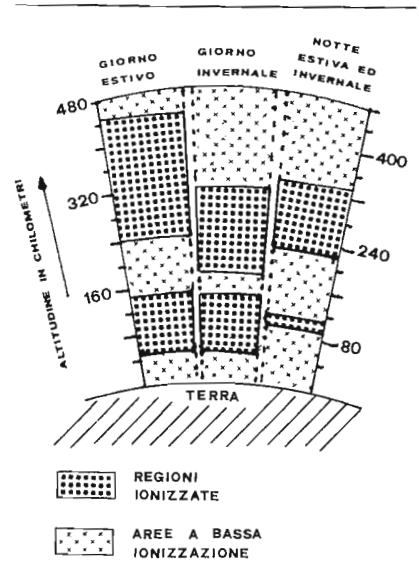 GIORNO
ESTIVO
GIORNO
INVERNALE
NOTTE
ESTIVA ED
INVERNALE
480
400
320
240
160
80
ALTITUDINE IN CHILOMETRI
TERRA
REGIONI
IONIZZATE
AREE A BASSA
IONIZZAZIONE